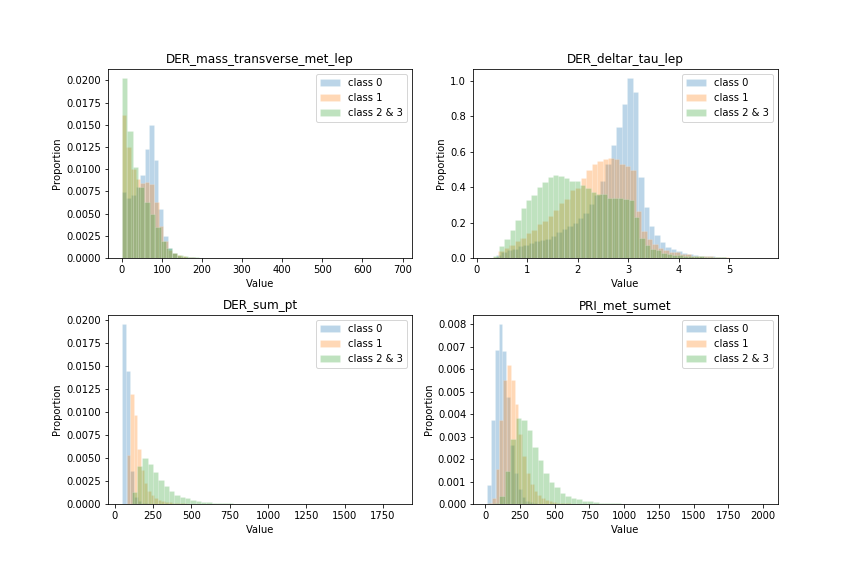 DER_mass_transverse_met_lep
Proportion
0.0200
0.0175
0.0150
0.0125
0.0100
0.0075
0.0050
0.0025
0.0000
0 100 200 300 400 500 600 700
Value
class 0
class 1
class 2 & 3
DER_deltar_tau_lep
Proportion
1.0
0.8
0.6
0.4
0.2
0.0
0 1 2 3 4 5
Value
class 0
class 1
class 2 & 3
DER_sum_pt
Proportion
0.0200
0.0175
0.0150
0.0125
0.0100
0.0075
0.0050
0.0025
0.0000
0 250 500 750 1000 1250 1500 1750
Value
class 0
class 1
class 2 & 3
PRI_met_sumet
Proportion
0.008
0.007
0.006
0.005
0.004
0.003
0.002
0.001
0.000
0 250 500 750 1000 1250 1500 1750 2000
Value
class 0
class 1
class 2 & 3